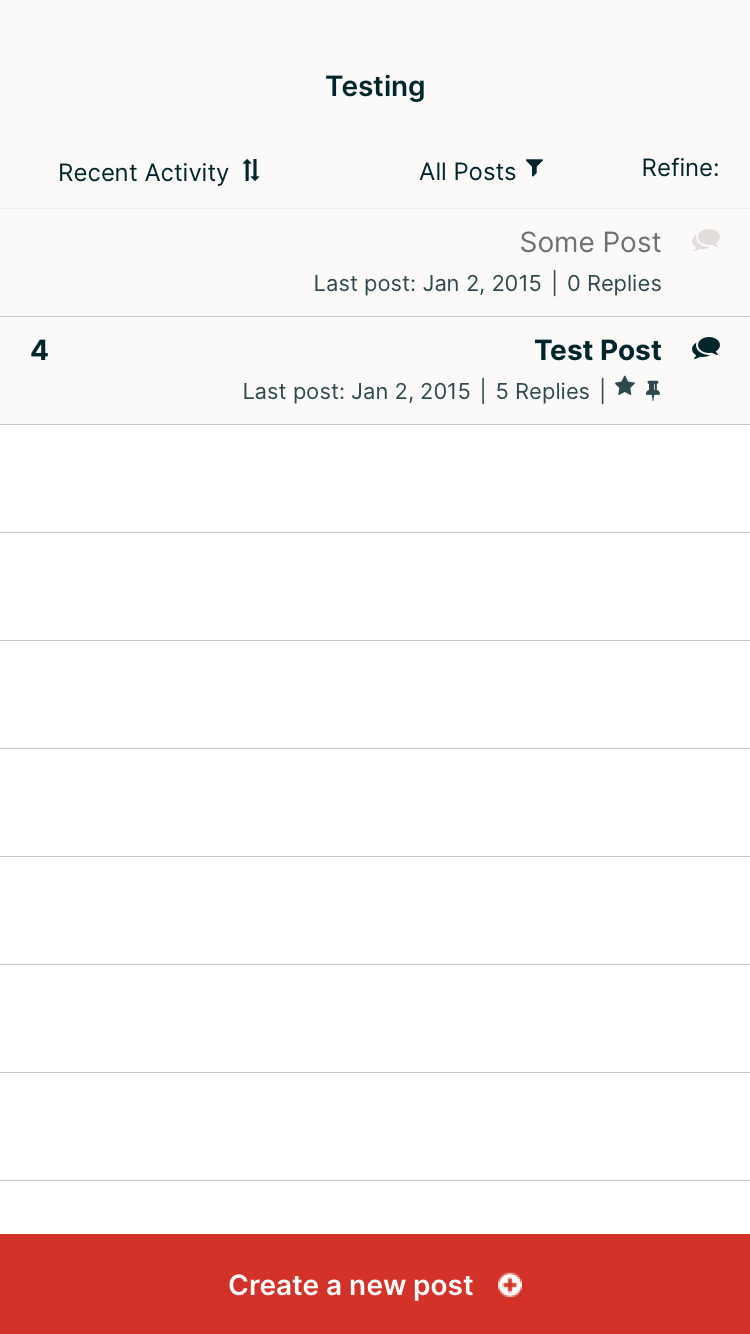 Testing
Recent Activity All Posts Refine:
Some Post
Last post: Jan 2, 2015 | 0 Replies
4 Test Post
Last post: Jan 2, 2015 | 5 Replies |
Create a new post